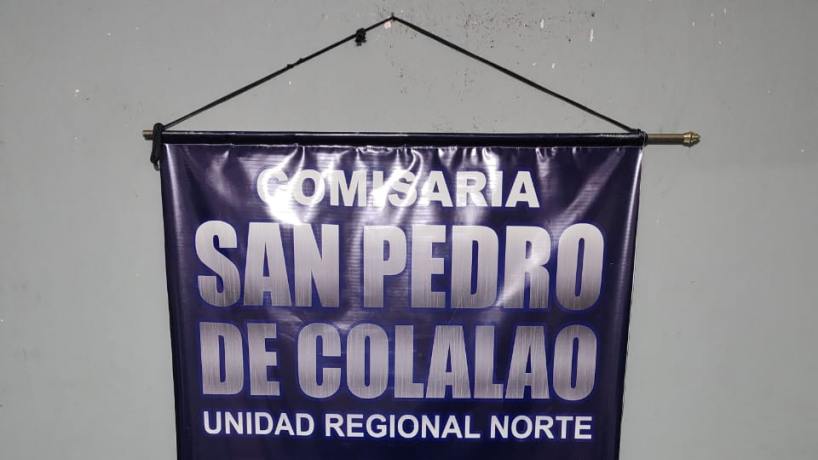 COMISARIA
SAN PEDRO
DE COLALAO
UNIDAD REGIONAL NORTE